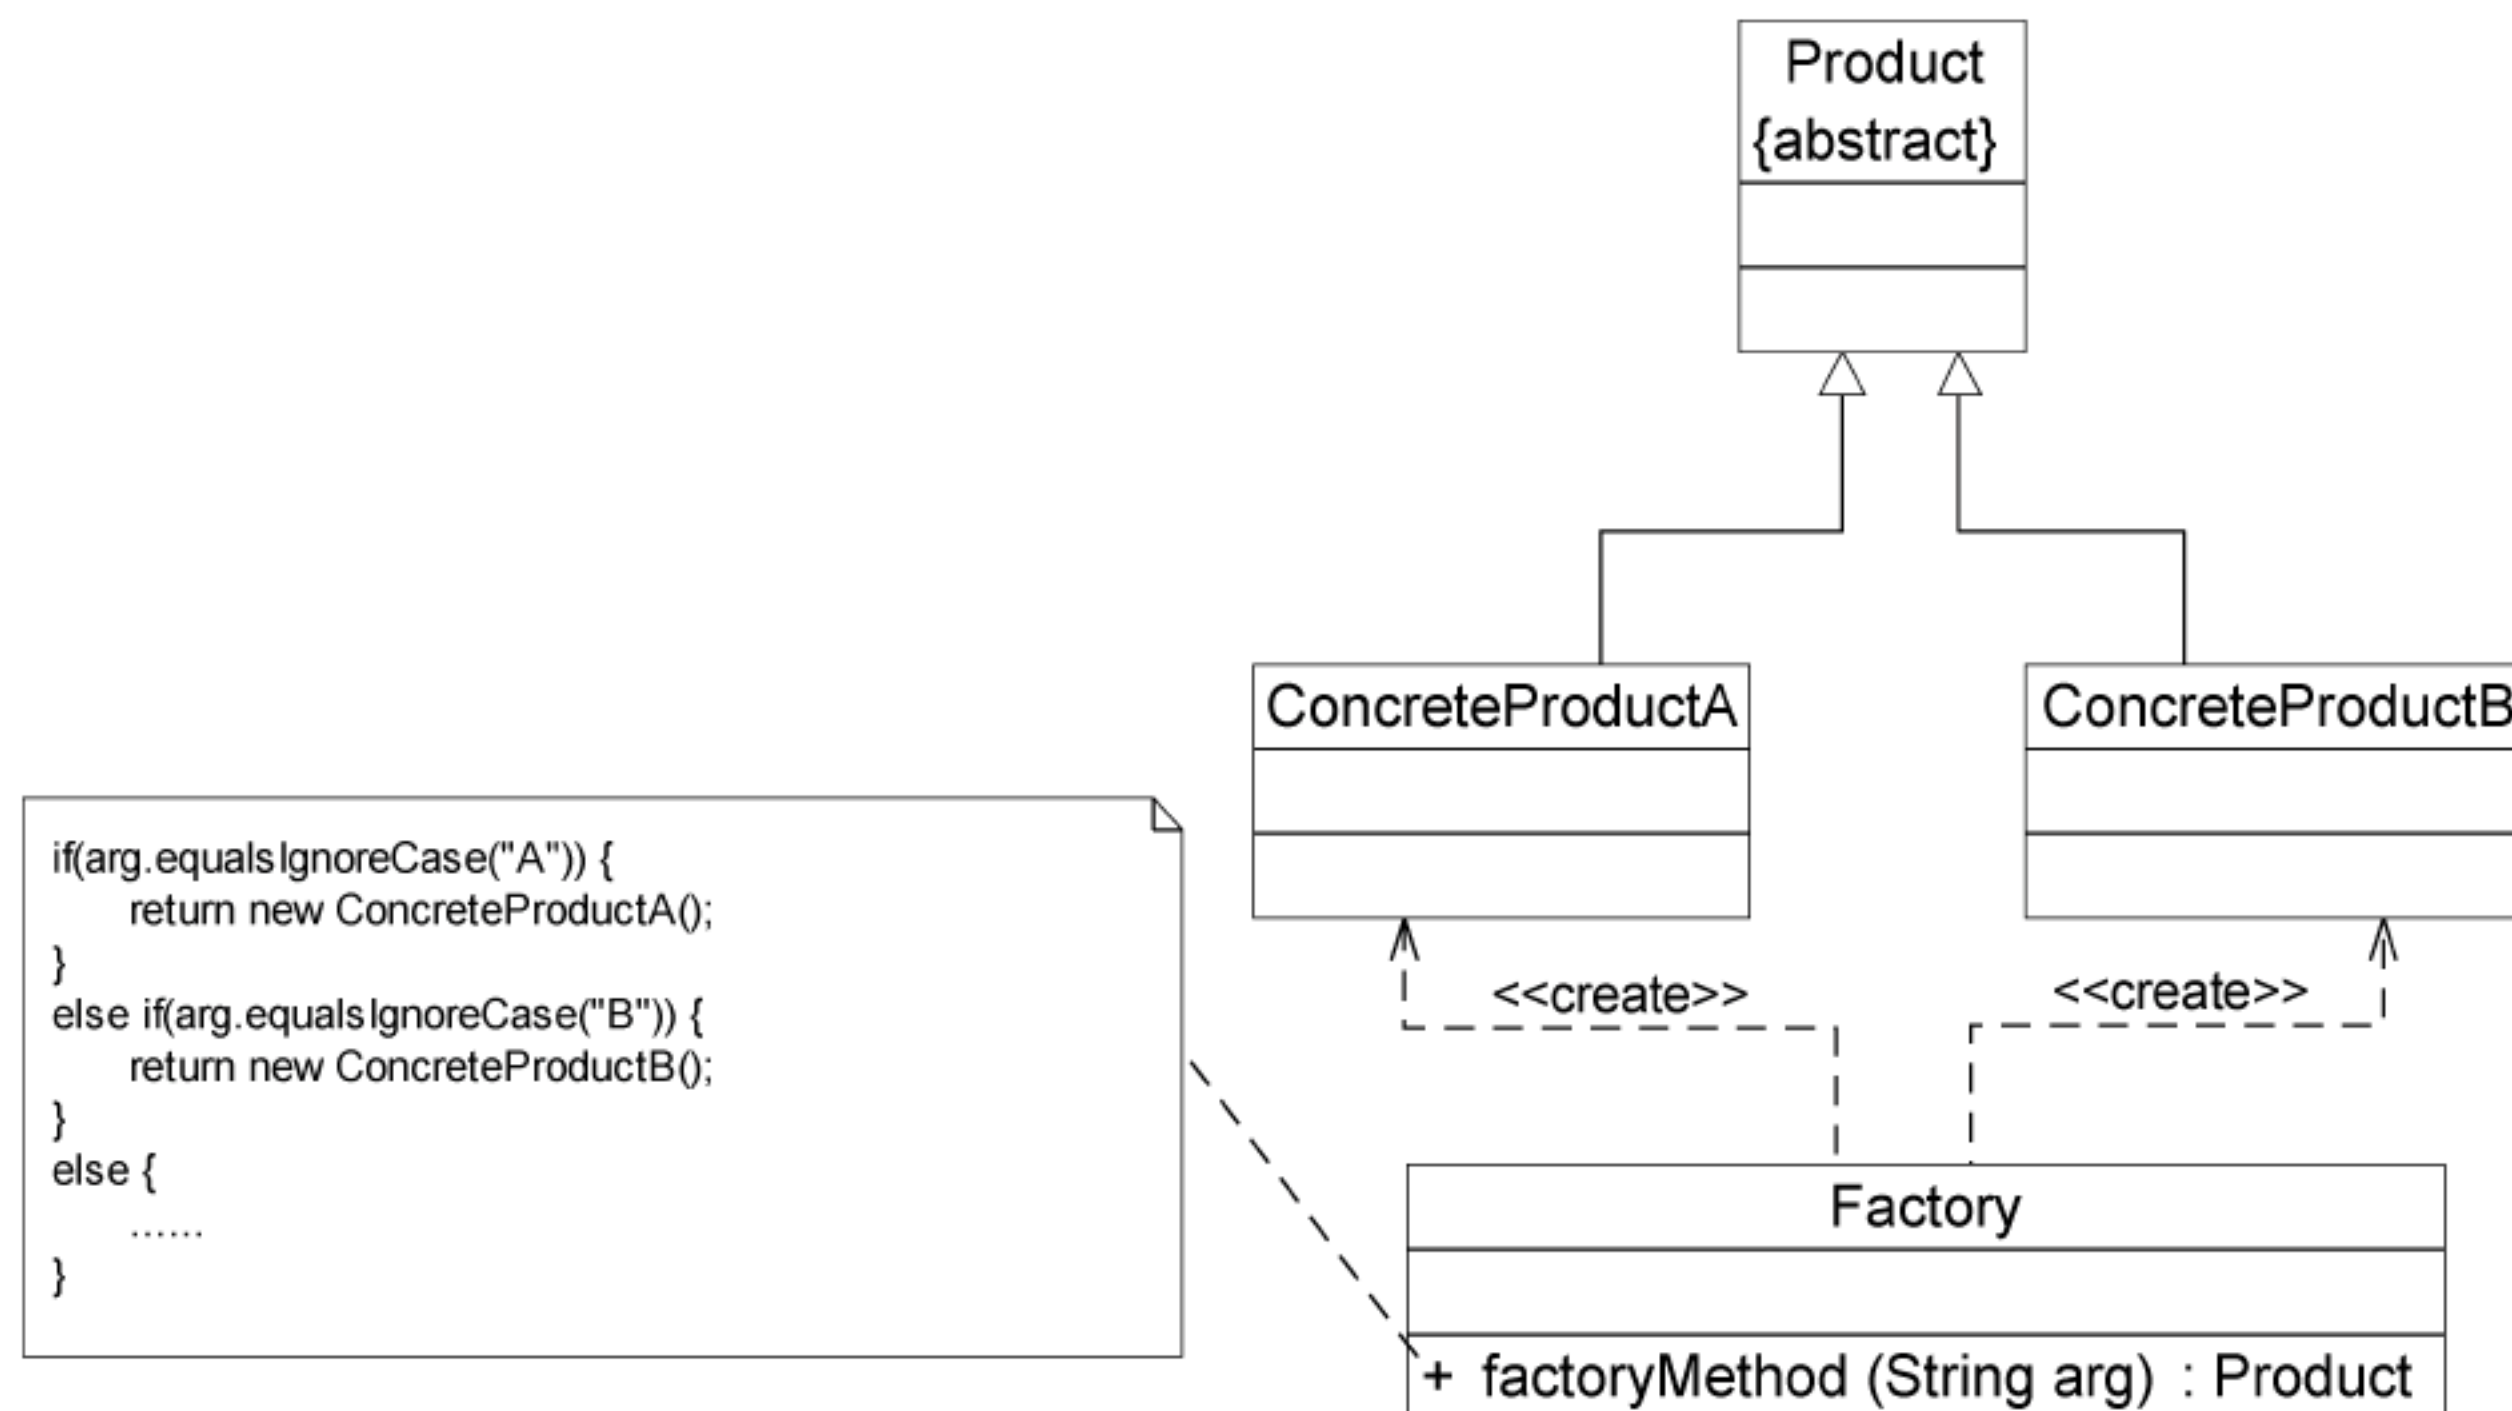 Product
{abstract}
ConcreteProductA
ConcreteProductB
if(arg.equalsIgnoreCase("A")) {
return new ConcreteProductA();
}
else if(arg.equalsIgnoreCase("B")) {
return new ConcreteProductB();
}
else {
......
}
<<create>>
<<create>>
Factory
+ factoryMethod (String arg) : Product